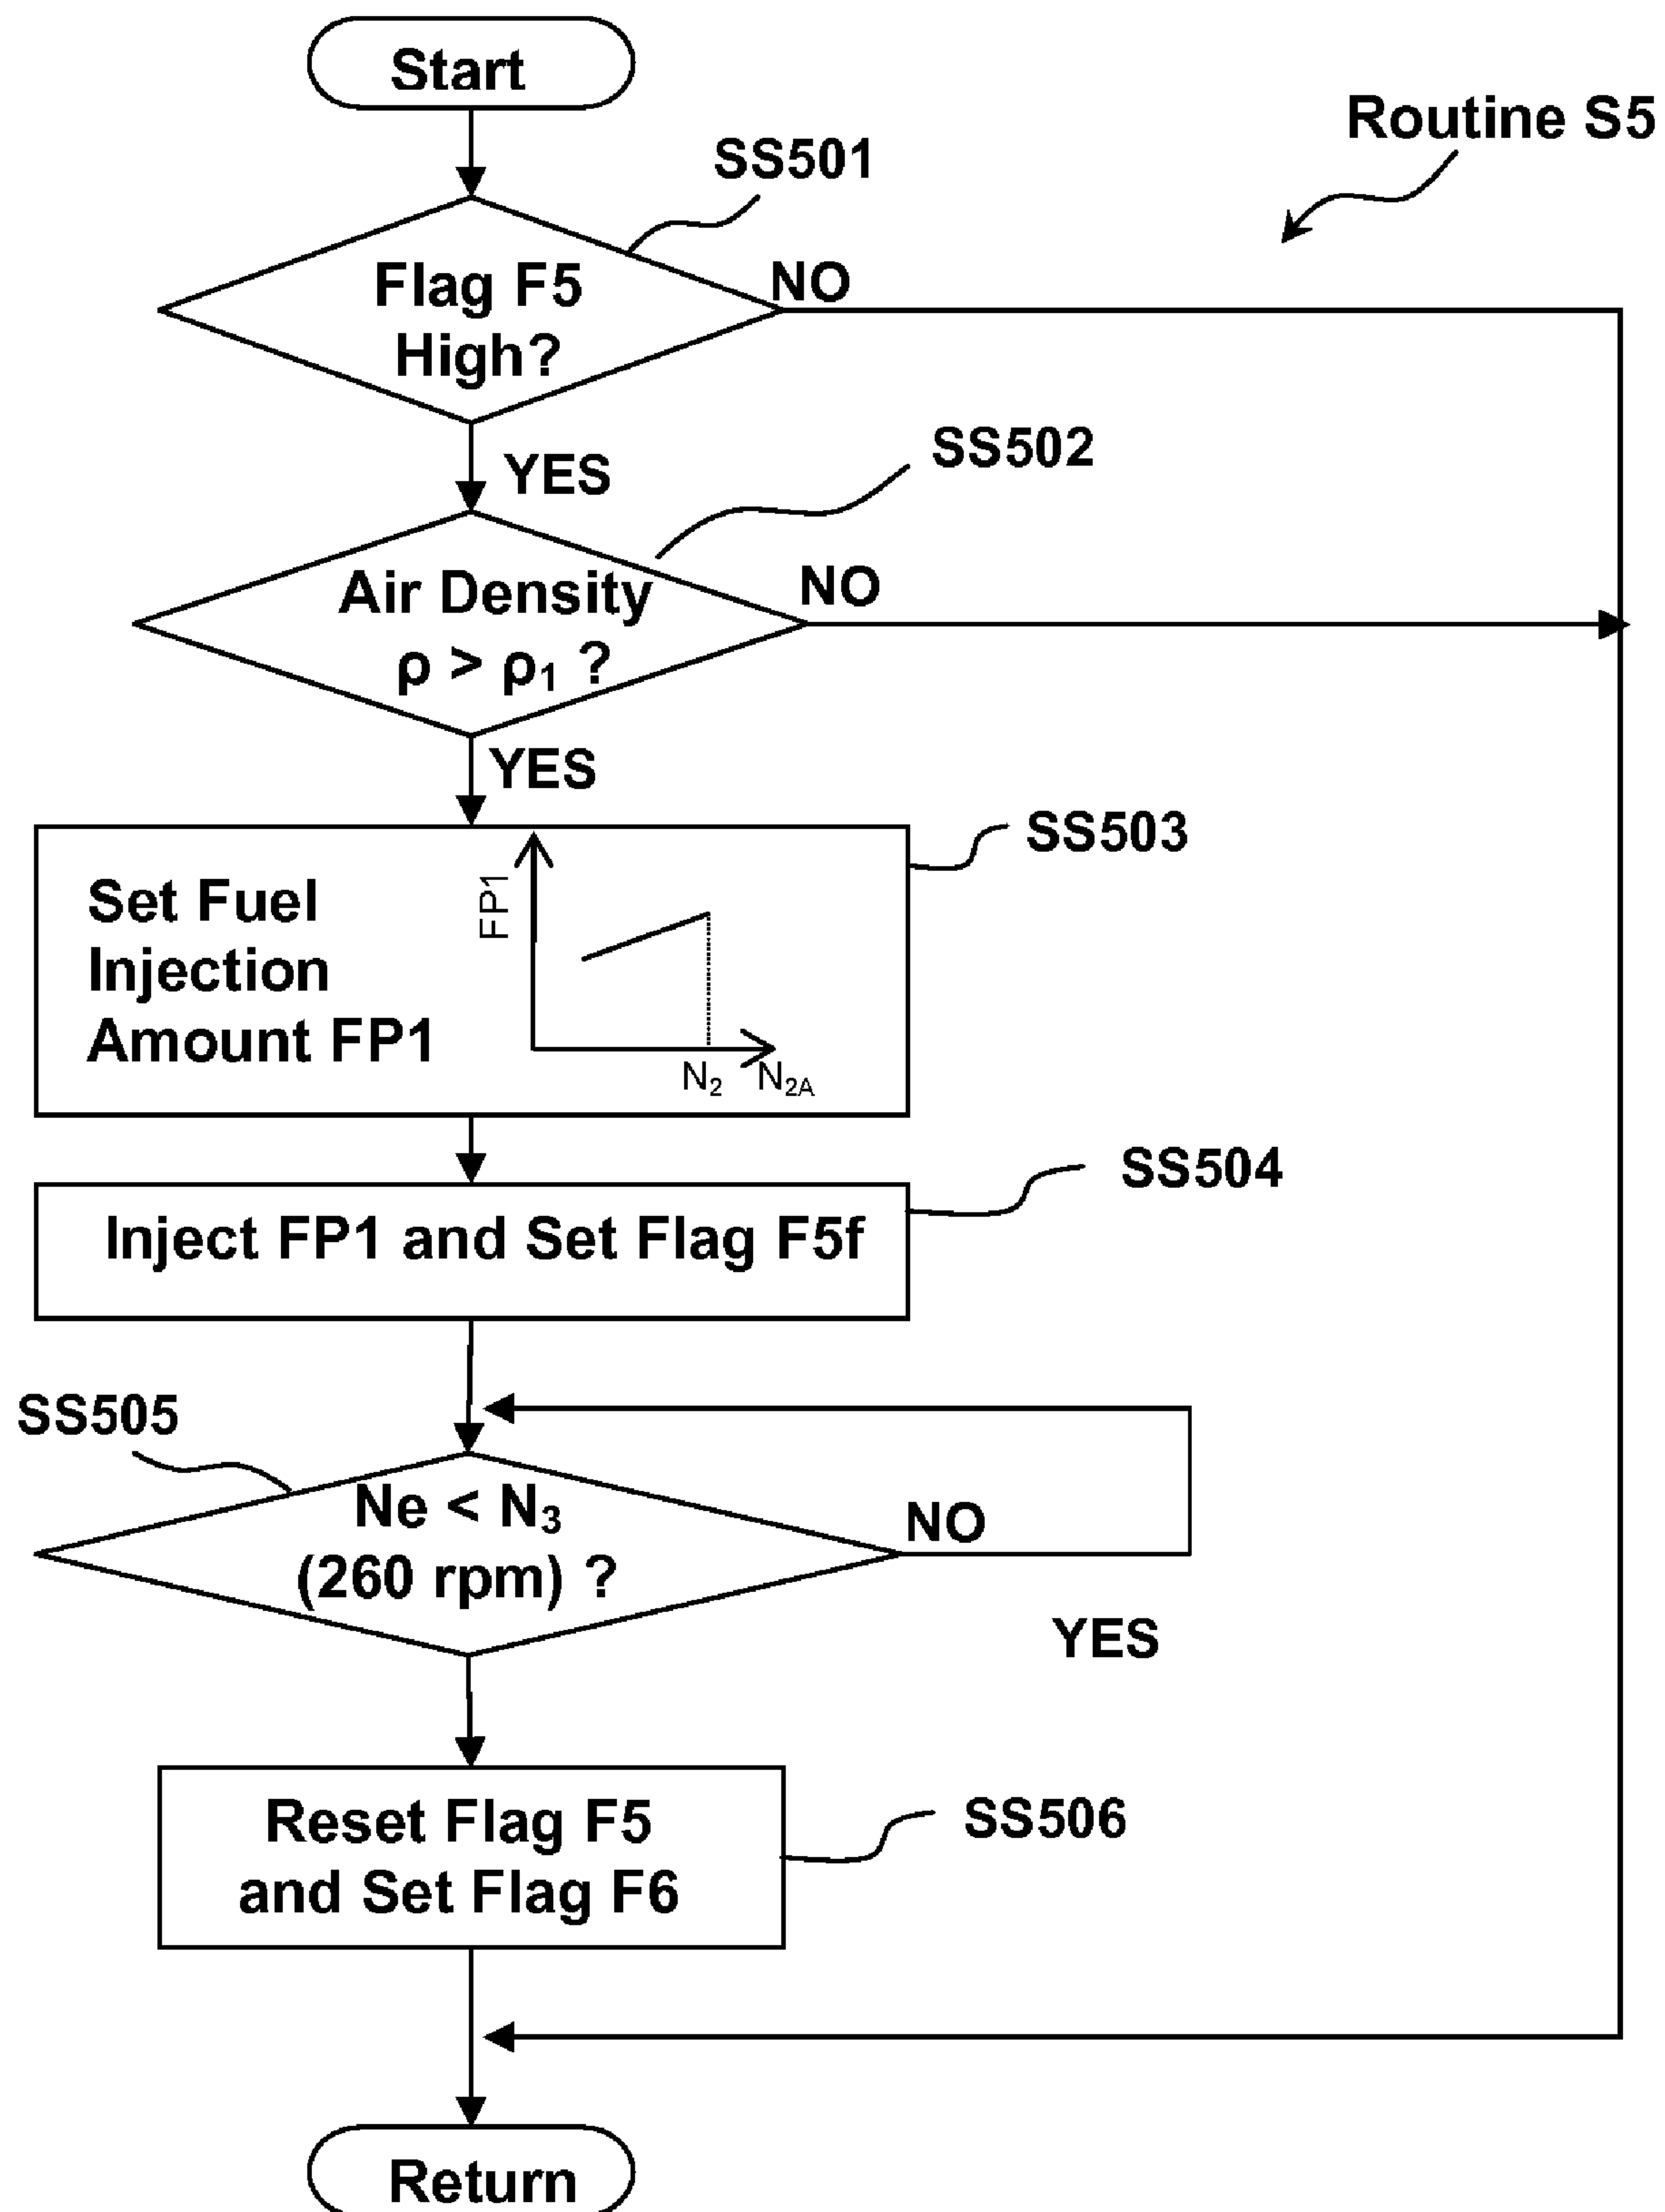 Start
Routine S5
SS501
Flag F5
High?
NO
YES
SS502
Air Density
ρ > ρ₁ ?
NO
YES
SS503
Set Fuel
Injection
Amount FP1
FP1
N₂
N₂A
SS504
Inject FP1 and Set Flag F5f
SS505
Ne < N₃
(260 rpm) ?
NO
YES
Reset Flag F5
and Set Flag F6
SS506
Return